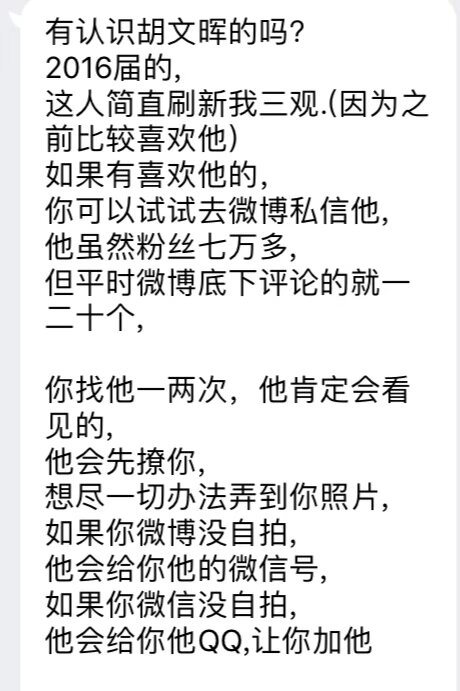 有认识胡文晖的吗?
2016届的,
这人简直刷新我三观.(因为之
前比较喜欢他)
如果有喜欢他的,
你可以试试去微博私信他,
他虽然粉丝七万多,
但平时微博底下评论的就一
二十个,
你找他一两次，他肯定会看
见的,
他会先撩你,
想尽一切办法弄到你照片,
如果你微博没自拍,
他会给你他的微信号,
如果你微信没自拍,
他会给你他QQ,让你加他